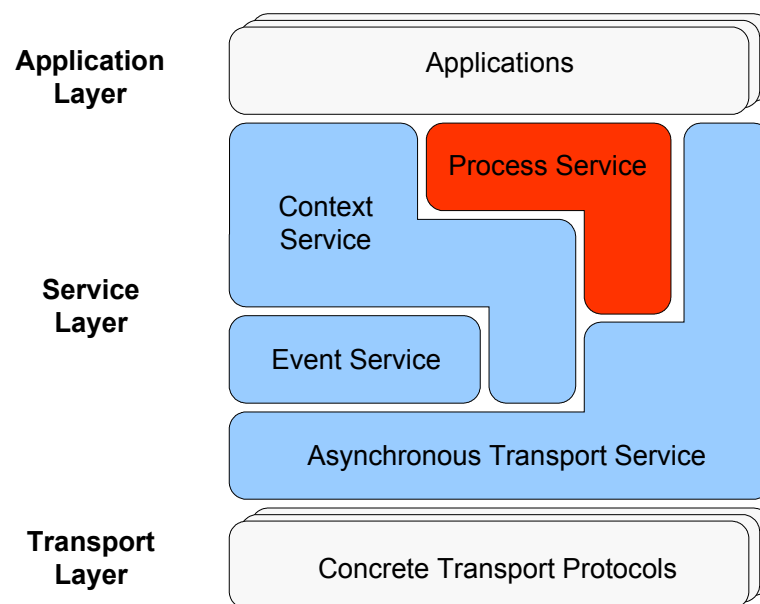 Application
Layer
Applications
Process Service
Context
Service
Service
Layer
Event Service
Asynchronous Transport Service
Transport
Layer
Concrete Transport Protocols